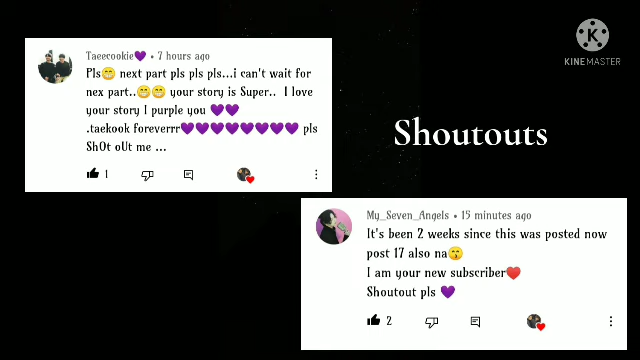 KINEMASTER
Taeecookie💜 • 7 hours ago
Pls😁 next part pls pls pls...i can't wait for
nex part..😁😁 your story is Super.. I love
your story I purple you 💜💜
.taekook foreverrr💜💜💜💜💜💜💜💜 pls
ShOt oUt me ...
1
Shoutouts
My_Seven_Angels • 15 minutes ago
It's been 2 weeks since this was posted now
post 17 also na😙
I am your new subscriber♥️
Shoutout pls 💜
2